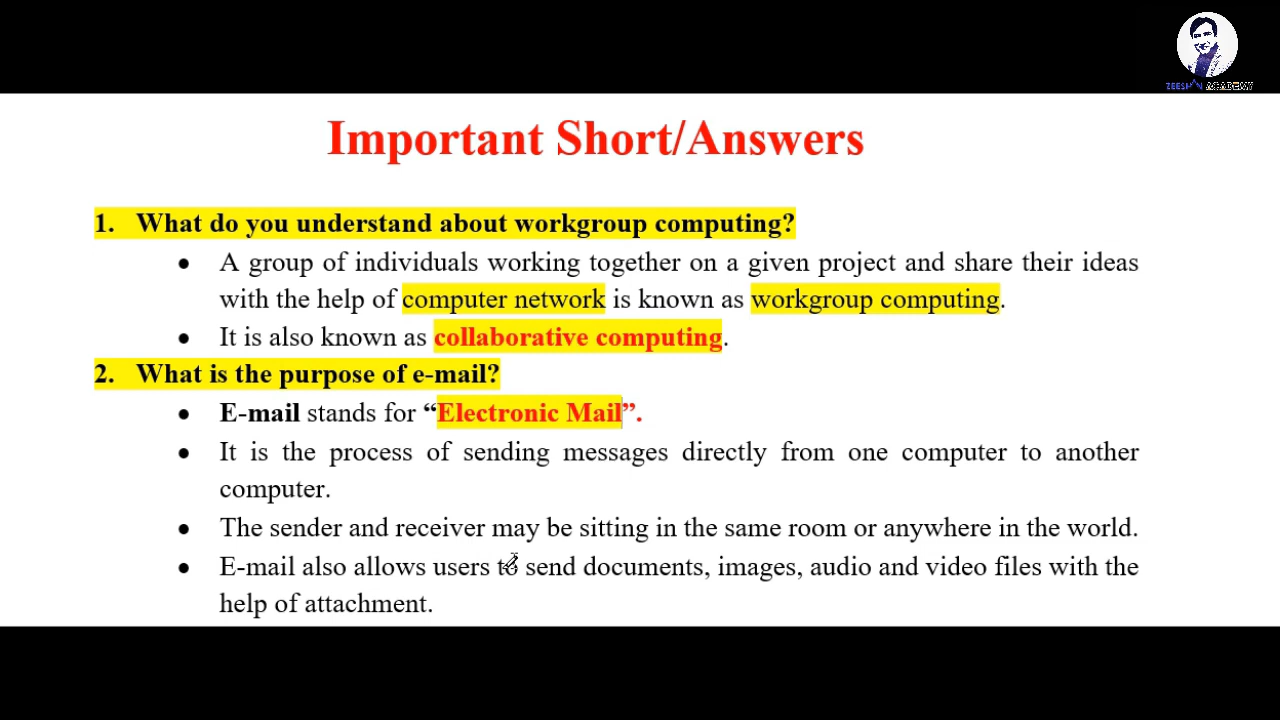 ZEESHAN ACADEMY
Important Short/Answers
1. What do you understand about workgroup computing?
• A group of individuals working together on a given project and share their ideas
with the help of computer network is known as workgroup computing.
• It is also known as collaborative computing.
2. What is the purpose of e-mail?
• E-mail stands for “Electronic Mail”.
• It is the process of sending messages directly from one computer to another
computer.
• The sender and receiver may be sitting in the same room or anywhere in the world.
• E-mail also allows users to send documents, images, audio and video files with the
help of attachment.